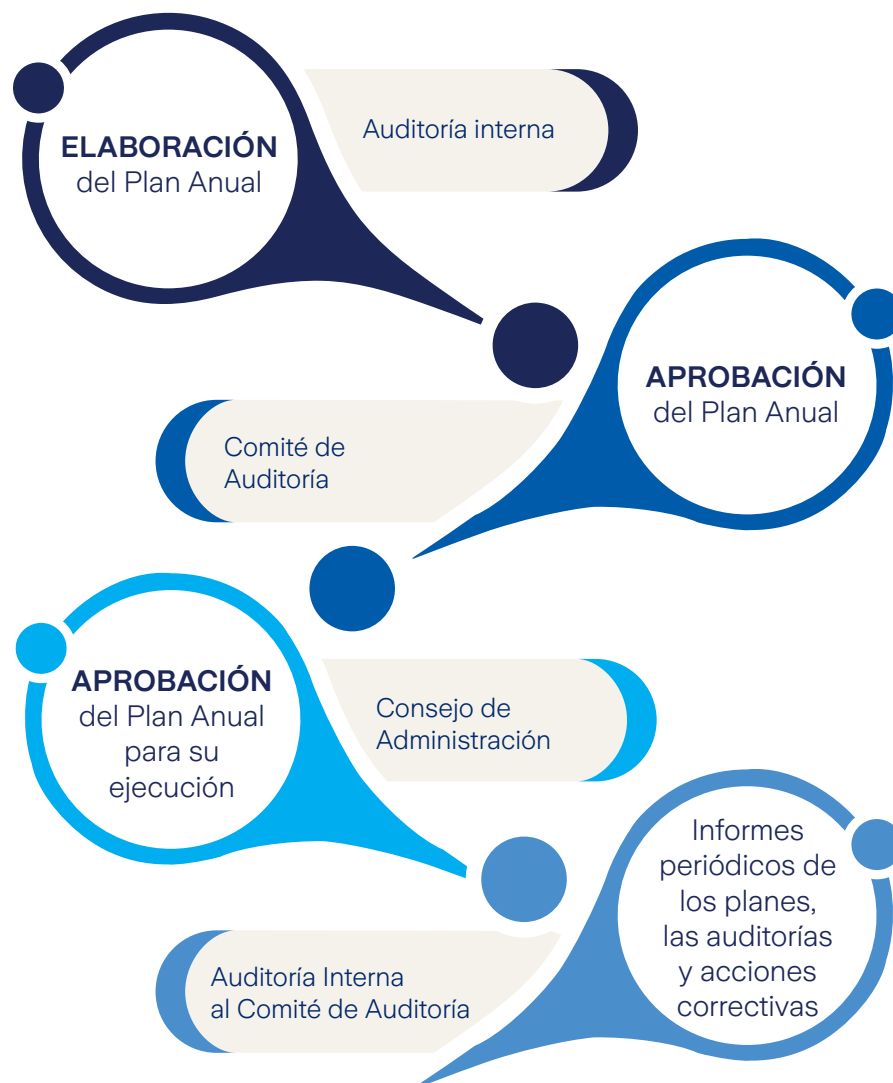 ELABORACIÓN
del Plan Anual
Auditoría interna
APROBACIÓN
del Plan Anual
Comité de
Auditoría
APROBACIÓN
del Plan Anual
para su
ejecución
Consejo de
Administración
Informes
periódicos de
los planes,
las auditorías
y acciones
correctivas
Auditoría Interna
al Comité de Auditoría